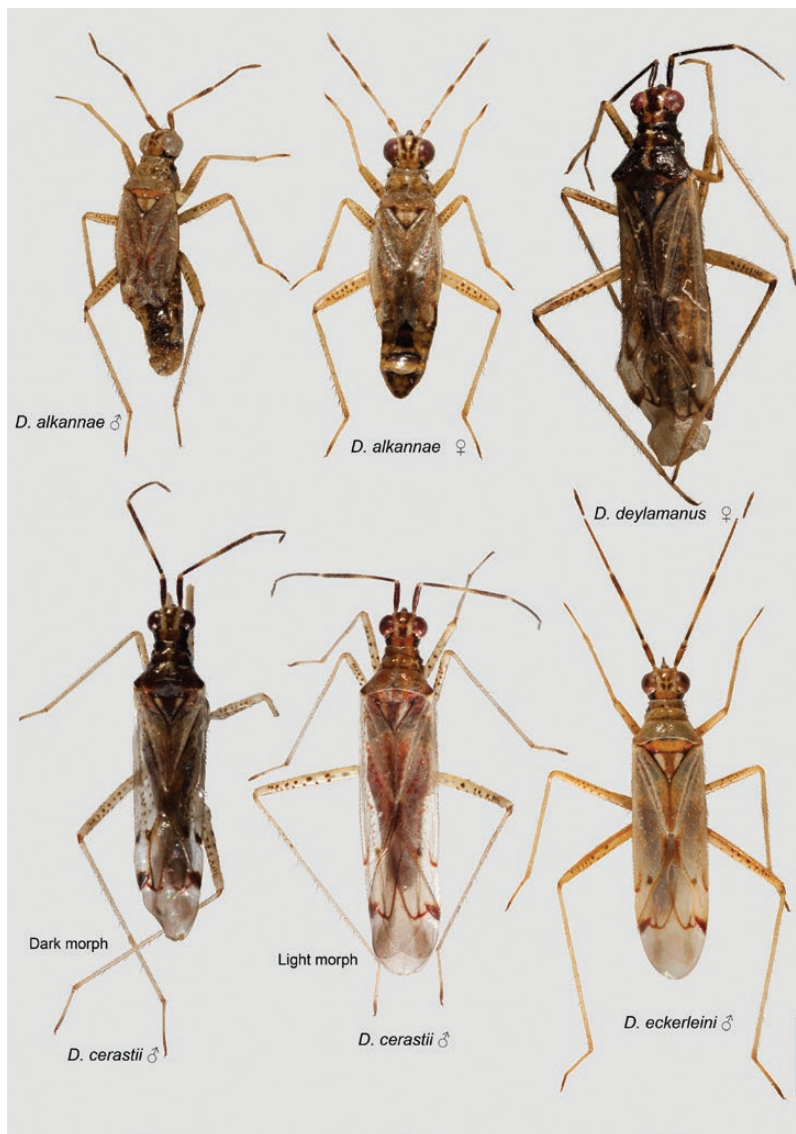 D. alkannae ♂
D. alkannae ♀
D. deylamanus ♀
Dark morph
D. cerastii ♂
Light morph
D. cerastii ♂
D. eckerleini ♂